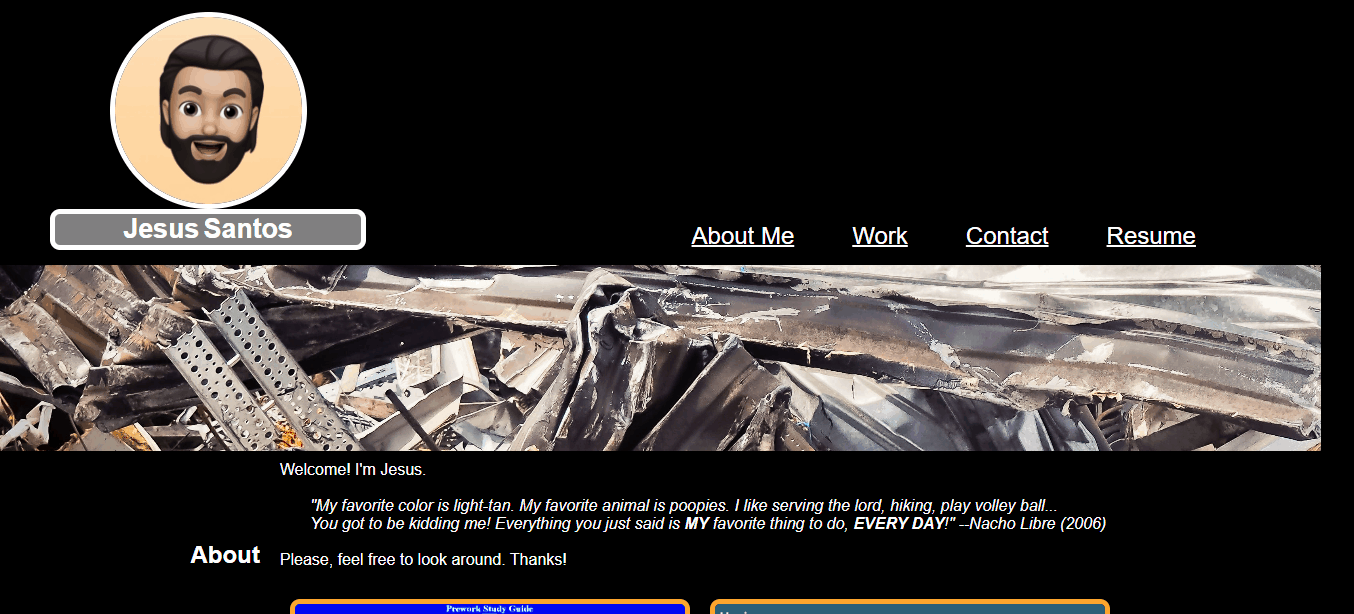 Jesus Santos
About Me Work Contact Resume
Welcome! I'm Jesus.
"My favorite color is light-tan. My favorite animal is poopies. I like serving the lord, hiking, play volley ball...
You got to be kidding me! Everything you just said is MY favorite thing to do, EVERY DAY!" --Nacho Libre (2006)
About
Please, feel free to look around. Thanks!
Prework Study Guide